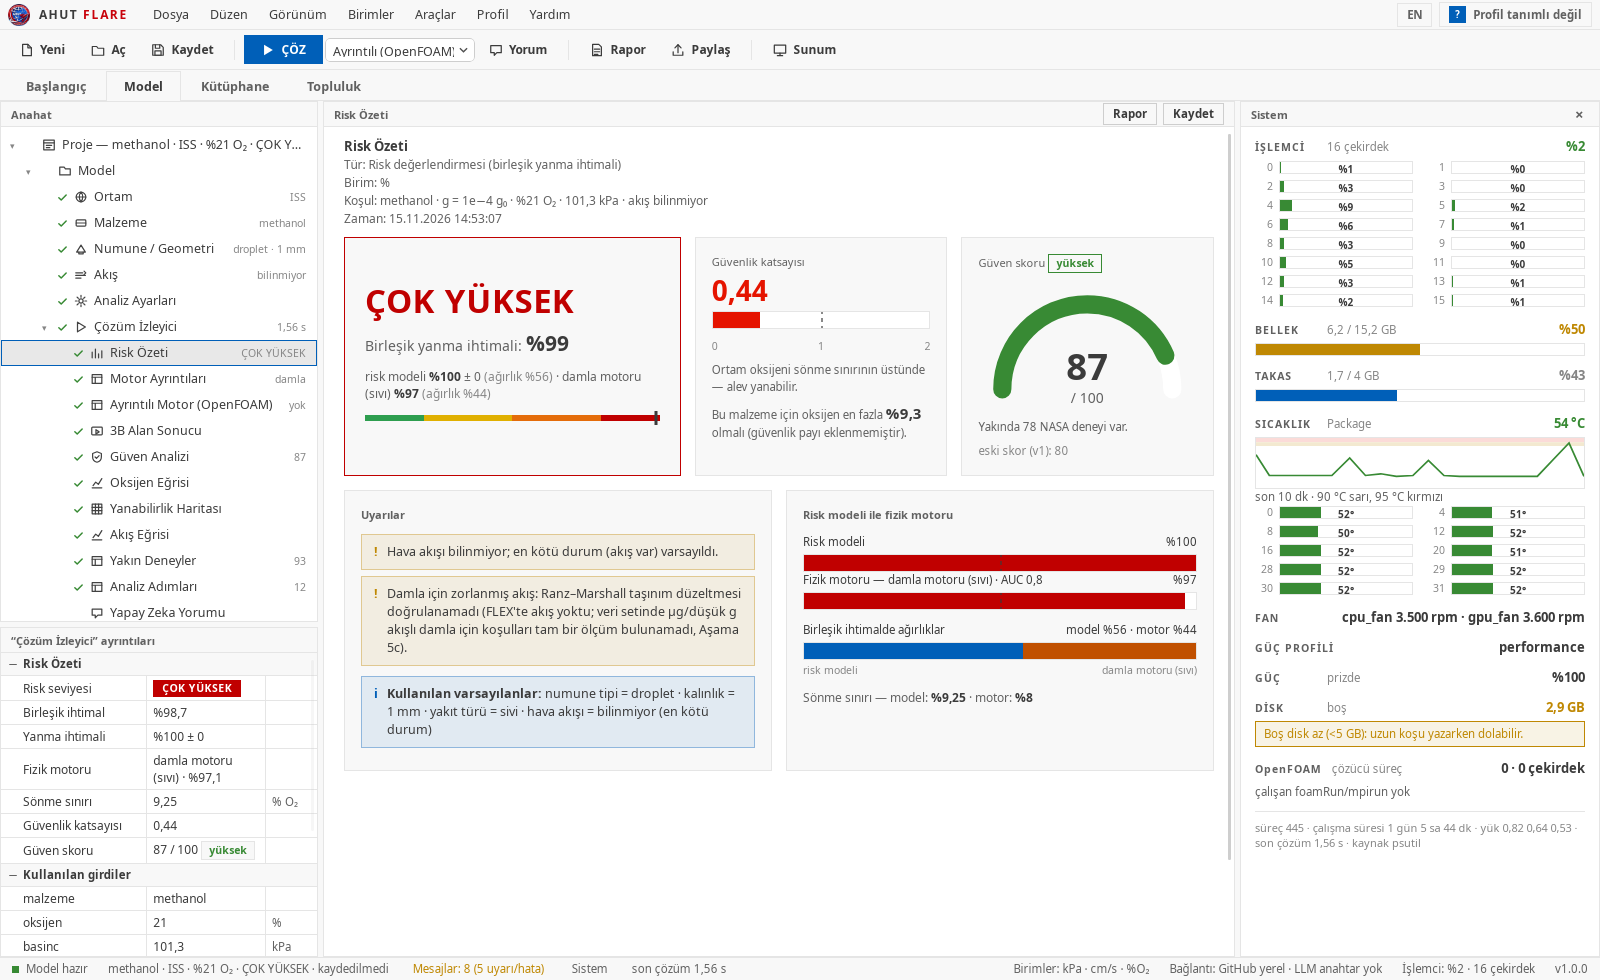 AHUT FLARE Dosya Düzen Görünüm Birimler Araçlar Profil Yardım EN ? Profil tanımlı değil
Yeni Aç Kaydet ÇÖZ Ayrıntılı (OpenFOAM) Yorum Rapor Paylaş Sunum
Başlangıç Model Kütüphane Topluluk
Anahat
Proje — methanol · ISS · %21 O₂ · ÇOK Y...
Model
Ortam ISS
Malzeme methanol
Numune / Geometri droplet · 1 mm
Akış bilinmiyor
Analiz Ayarları
Çözüm İzleyici 1,56 s
Risk Özeti ÇOK YÜKSEK
Motor Ayrıntıları damla
Ayrıntılı Motor (OpenFOAM) yok
3B Alan Sonucu
Güven Analizi 87
Oksijen Eğrisi
Yanabilirlik Haritası
Akış Eğrisi
Yakın Deneyler 93
Analiz Adımları 12
Yapay Zeka Yorumu
“Çözüm İzleyici” ayrıntıları
— Risk Özeti
Risk seviyesi ÇOK YÜKSEK
Birleşik ihtimal %98,7
Yanma ihtimali %100 ± 0
Fizik motoru damla motoru
(sıvı) · %97,1
Sönme sınırı 9,25 % O₂
Güvenlik katsayısı 0,44
Güven skoru 87 / 100 yüksek
— Kullanılan girdiler
malzeme methanol
oksijen 21 %
basinc 101,3 kPa
Risk Özeti Rapor Kaydet
Risk Özeti
Tür: Risk değerlendirmesi (birleşik yanma ihtimali)
Birim: %
Koşul: methanol · g = 1e−4 g₀ · %21 O₂ · 101,3 kPa · akış bilinmiyor
Zaman: 15.11.2026 14:53:07
ÇOK YÜKSEK
Birleşik yanma ihtimali: %99
risk modeli %100 ± 0 (ağırlık %56) · damla motoru
(sıvı) %97 (ağırlık %44)
Güvenlik katsayısı
0,44
0 1 2
Ortam oksijeni sönme sınırının üstünde
— alev yanabilir.
Bu malzeme için oksijen en fazla %9,3
olmalı (güvenlik payı eklenmemiştir).
Güven skoru yüksek
87
/ 100
Yakında 78 NASA deneyi var.
eski skor (v1): 80
Uyarılar
! Hava akışı bilinmiyor; en kötü durum (akış var) varsayıldı.
! Damla için zorlanmış akış: Ranz–Marshall taşınım düzeltmesi
doğrulanamadı (FLEX'te akış yoktu; veri setinde µg/düşük g
akışlı damla için koşulları tam bir ölçüm bulunamadı, Aşama
5c).
i Kullanılan varsayılanlar: numune tipi = droplet · kalınlık =
1 mm · yakıt türü = sivi · hava akışı = bilinmiyor (en kötü
durum)
Risk modeli ile fizik motoru
Risk modeli %100
Fizik motoru — damla motoru (sıvı) · AUC 0,8 %97
Birleşik ihtimalde ağırlıklar model %56 · motor %44
risk modeli damla motoru (sıvı)
Sönme sınırı — model: %9,25 · motor: %8
Sistem ×
İŞLEMCİ 16 çekirdek %2
0 %1 1 %0
2 %3 3 %0
4 %9 5 %2
6 %6 7 %1
8 %3 9 %0
10 %5 11 %0
12 %3 13 %1
14 %2 15 %1
BELLEK 6,2 / 15,2 GB %50
TAKAS 1,7 / 4 GB %43
SICAKLIK Package 54 °C
son 10 dk · 90 °C sarı, 95 °C kırmızı
0 52° 4 51°
8 50° 12 52°
16 52° 20 51°
28 52° 29 52°
30 52° 31 52°
FAN cpu_fan 3.500 rpm · gpu_fan 3.600 rpm
GÜÇ PROFİLİ performance
GÜÇ prizde %100
DİSK boş 2,9 GB
Boş disk az (<5 GB): uzun koşu yazarken dolabilir.
OpenFOAM çözücü süreç 0 · 0 çekirdek
çalışan foamRun/mpirun yok
süreç 445 · çalışma süresi 1 gün 5 sa 44 dk · yük 0,82 0,64 0,53 ·
son çözüm 1,56 s · kaynak psutil
Model hazır methanol · ISS · %21 O₂ · ÇOK YÜKSEK · kaydedilmedi Mesajlar: 8 (5 uyarı/hata) Sistem son çözüm 1,56 s Birimler: kPa · cm/s · %O₂ Bağlantı: GitHub yerel · LLM anahtar yok İşlemci: %2 · 16 çekirdek v1.0.0